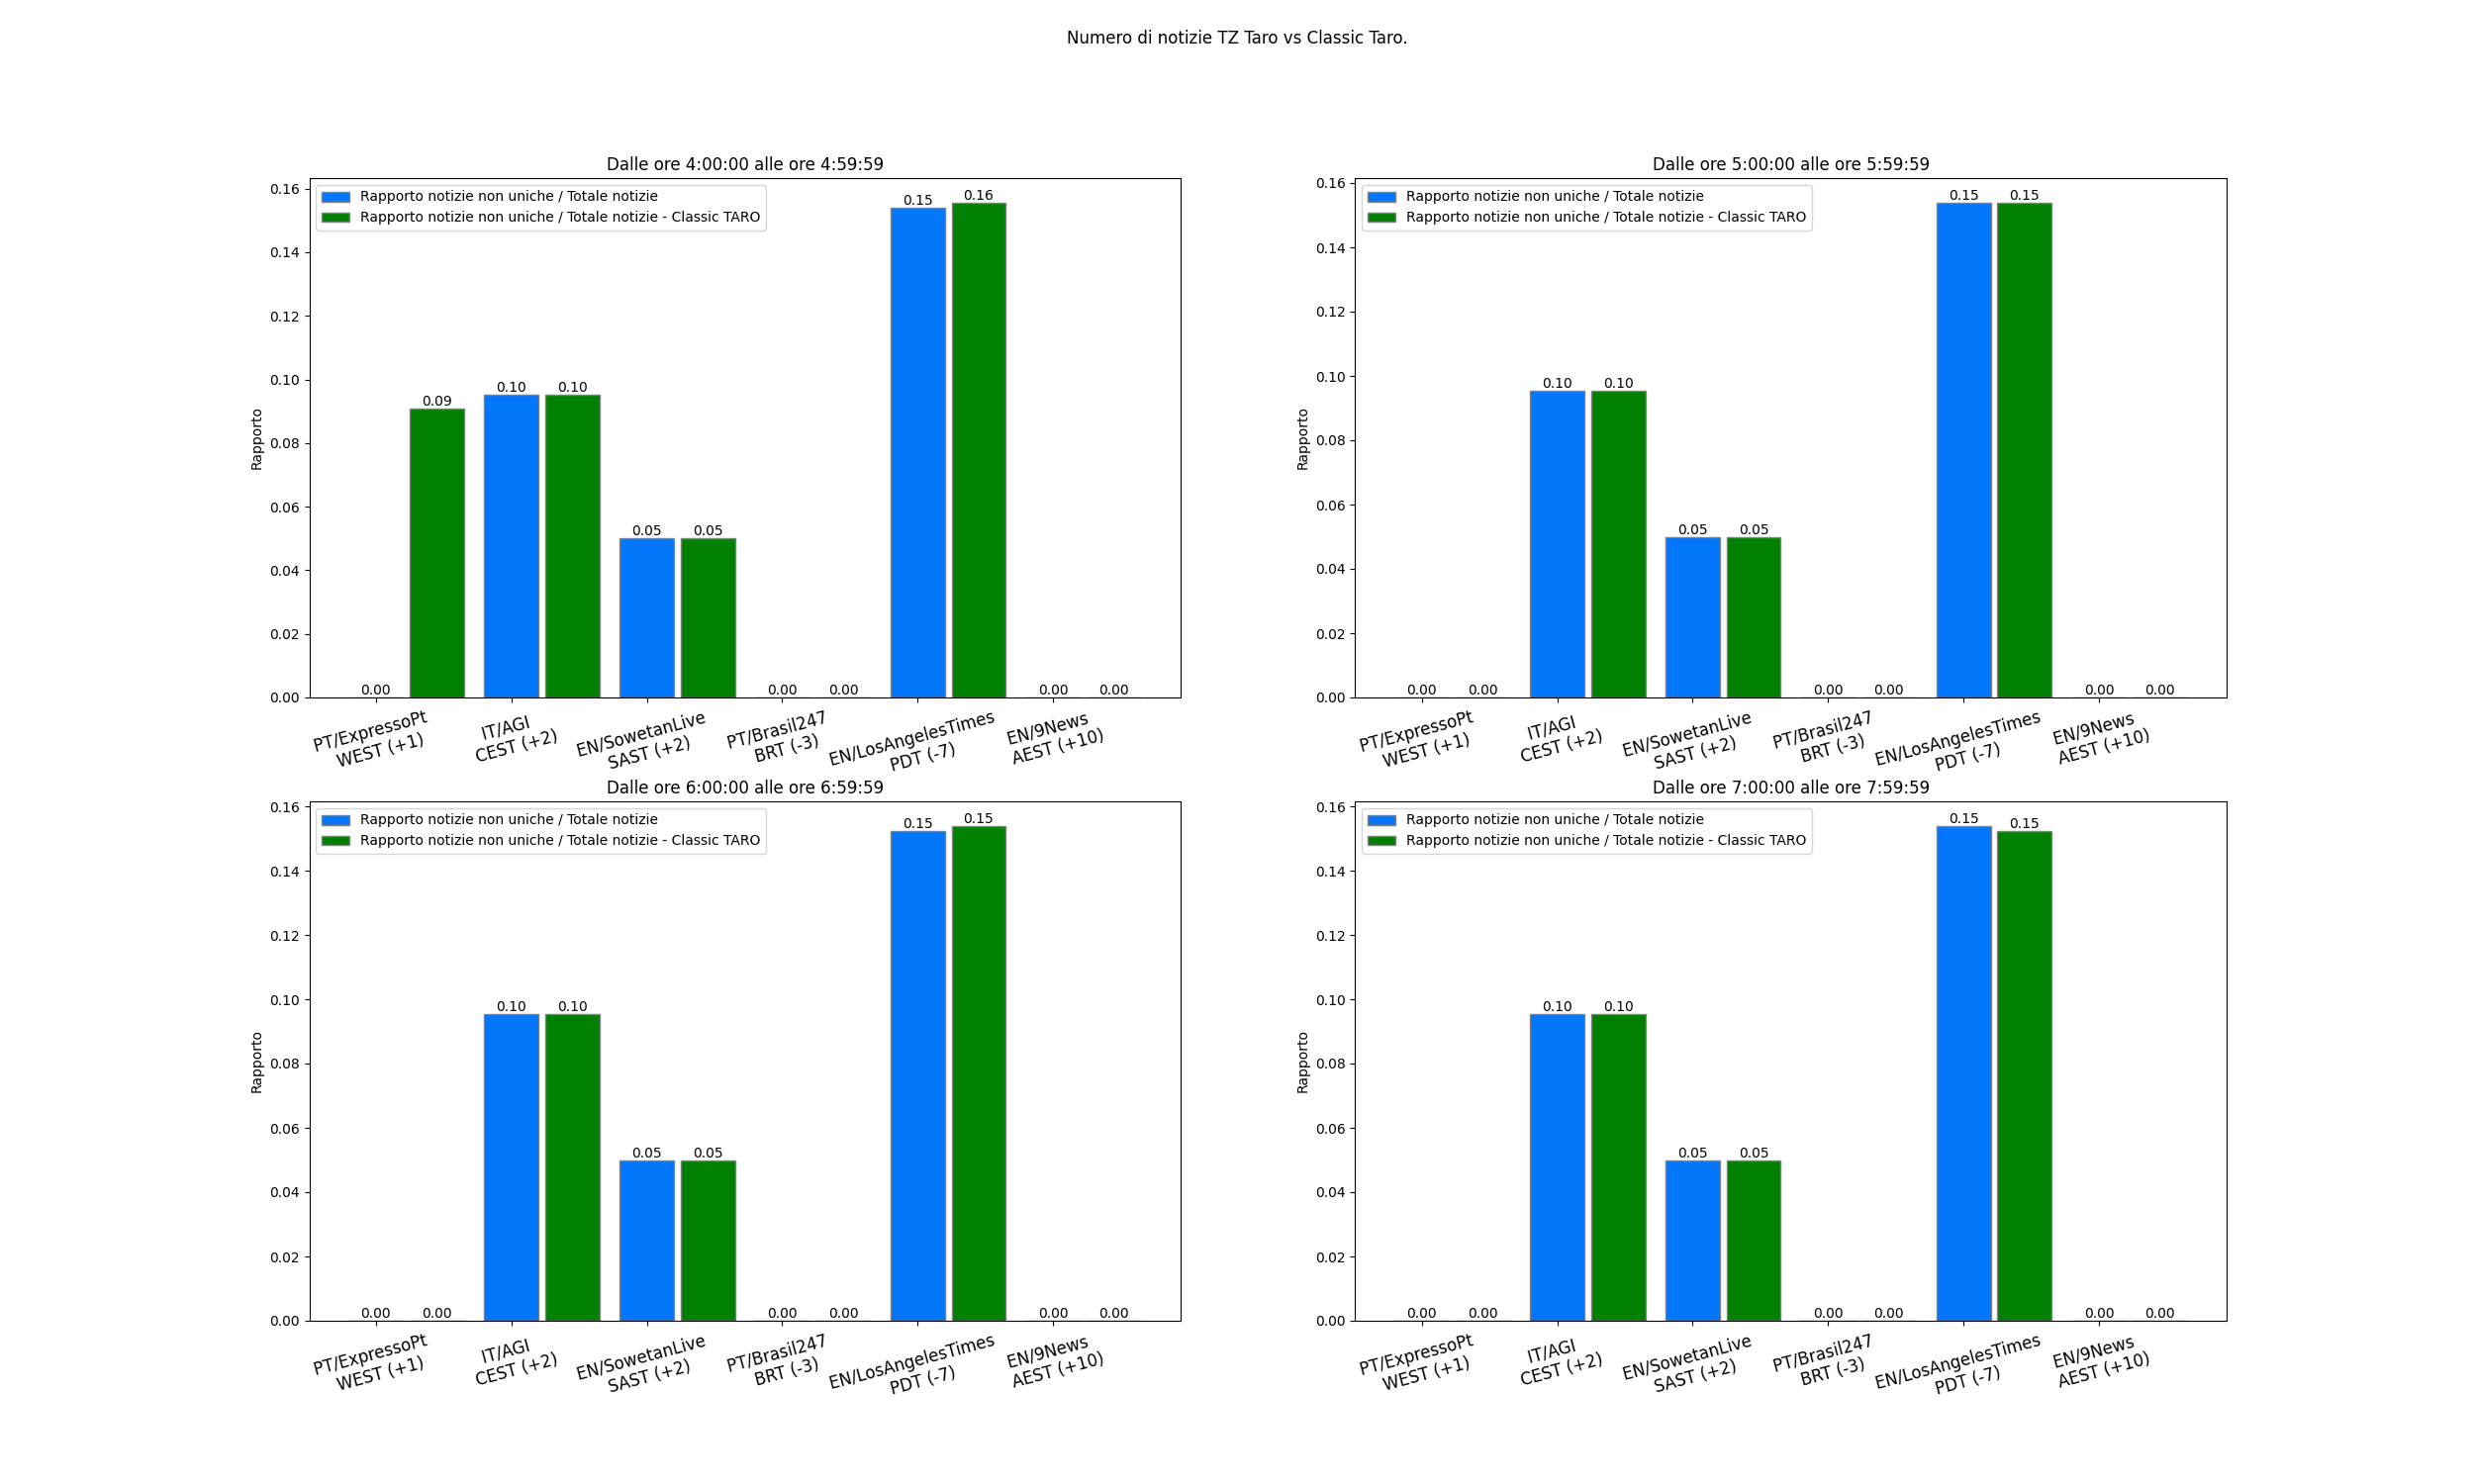 Numero di notizie TZ Taro vs Classic Taro.
Dalle ore 4:00:00 alle ore 4:59:59
Rapporto notizie non uniche / Totale notizie
Rapporto notizie non uniche / Totale notizie - Classic TARO
Rapporto
0.16
0.14
0.12
0.10
0.08
0.06
0.04
0.02
0.00
0.00
0.09
0.10
0.10
0.05
0.05
0.00
0.00
0.15
0.16
0.00
0.00
PT/ExpressoPt
WEST (+1)
IT/AGI
CEST (+2)
EN/SowetanLive
SAST (+2)
PT/Brasil247
BRT (-3)
EN/LosAngelesTimes
PDT (-7)
EN/9News
AEST (+10)
Dalle ore 5:00:00 alle ore 5:59:59
Rapporto notizie non uniche / Totale notizie
Rapporto notizie non uniche / Totale notizie - Classic TARO
Rapporto
0.16
0.14
0.12
0.10
0.08
0.06
0.04
0.02
0.00
0.00
0.00
0.10
0.10
0.05
0.05
0.00
0.00
0.15
0.15
0.00
0.00
PT/ExpressoPt
WEST (+1)
IT/AGI
CEST (+2)
EN/SowetanLive
SAST (+2)
PT/Brasil247
BRT (-3)
EN/LosAngelesTimes
PDT (-7)
EN/9News
AEST (+10)
Dalle ore 6:00:00 alle ore 6:59:59
Rapporto notizie non uniche / Totale notizie
Rapporto notizie non uniche / Totale notizie - Classic TARO
Rapporto
0.16
0.14
0.12
0.10
0.08
0.06
0.04
0.02
0.00
0.00
0.00
0.10
0.10
0.05
0.05
0.00
0.00
0.15
0.15
0.00
0.00
PT/ExpressoPt
WEST (+1)
IT/AGI
CEST (+2)
EN/SowetanLive
SAST (+2)
PT/Brasil247
BRT (-3)
EN/LosAngelesTimes
PDT (-7)
EN/9News
AEST (+10)
Dalle ore 7:00:00 alle ore 7:59:59
Rapporto notizie non uniche / Totale notizie
Rapporto notizie non uniche / Totale notizie - Classic TARO
Rapporto
0.16
0.14
0.12
0.10
0.08
0.06
0.04
0.02
0.00
0.00
0.00
0.10
0.10
0.05
0.05
0.00
0.00
0.15
0.15
0.00
0.00
PT/ExpressoPt
WEST (+1)
IT/AGI
CEST (+2)
EN/SowetanLive
SAST (+2)
PT/Brasil247
BRT (-3)
EN/LosAngelesTimes
PDT (-7)
EN/9News
AEST (+10)